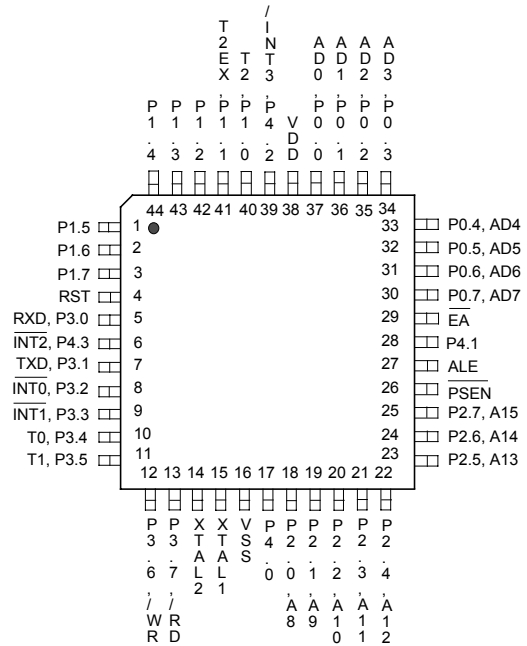 P1.4
P1.3
P1.2
T2EX,P1.1
T2,P1.0
/INT3,P4.2
VDD
AD0,P0.0
AD1,P0.1
AD2,P0.2
AD3,P0.3
44 43 42 41 40 39 38 37 36 35 34
P1.5 1
P1.6 2
P1.7 3
RST 4
RXD, P3.0 5
INT2, P4.3 6
TXD, P3.1 7
INT0, P3.2 8
INT1, P3.3 9
T0, P3.4 10
T1, P3.5 11
33 P0.4, AD4
32 P0.5, AD5
31 P0.6, AD6
30 P0.7, AD7
29 EA
28 P4.1
27 ALE
26 PSEN
25 P2.7, A15
24 P2.6, A14
23 P2.5, A13
12 13 14 15 16 17 18 19 20 21 22
P3.6,/WR
P3.7,/RD
XTAL2
XTAL1
VSS
P4.0
P2.0,A8
P2.1,A9
P2.2,A10
P2.3,A11
P2.4,A12